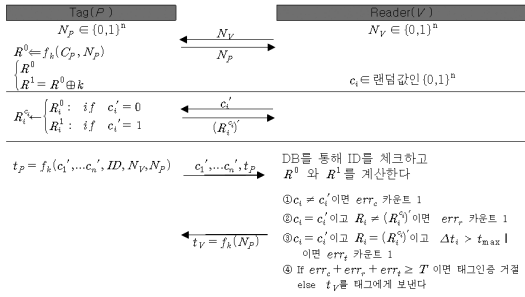 Tag(P) Reader(V)
N_P ∈ {0,1}^n N_V N_V ∈ {0,1}^n
N_P
R^0 ⇐ f_k(C_P, N_P)
{ R^0
R^1 = R^0 ⊕ k c_i ∈ 랜덤값인 {0,1}^n
R_i^{c_i} ← { R_i^0 : if c_i' = 0 c_i'
R_i^1 : if c_i' = 1 (R_i^{c_i})'
t_P = f_k(c_1',…c_n', ID, N_V, N_P) c_1',…c_n', t_P DB를 통해 ID를 체크하고
R^0 와 R^1를 계산한다
①c_i ≠ c_i' 이면 err_c 카운트 1
②c_i = c_i' 이고 R_i ≠ (R_i^{c_i})' 이면 err_r 카운트 1
t_V = f_k(N_P) ③c_i = c_i' 이고 R_i = (R_i^{c_i})' 이고 Δt_i > t_max |
이면 err_t 카운트 1
④ If err_c + err_r + err_t ≥ T 이면 태그인증 거절
else t_V를 태그에게 보낸다